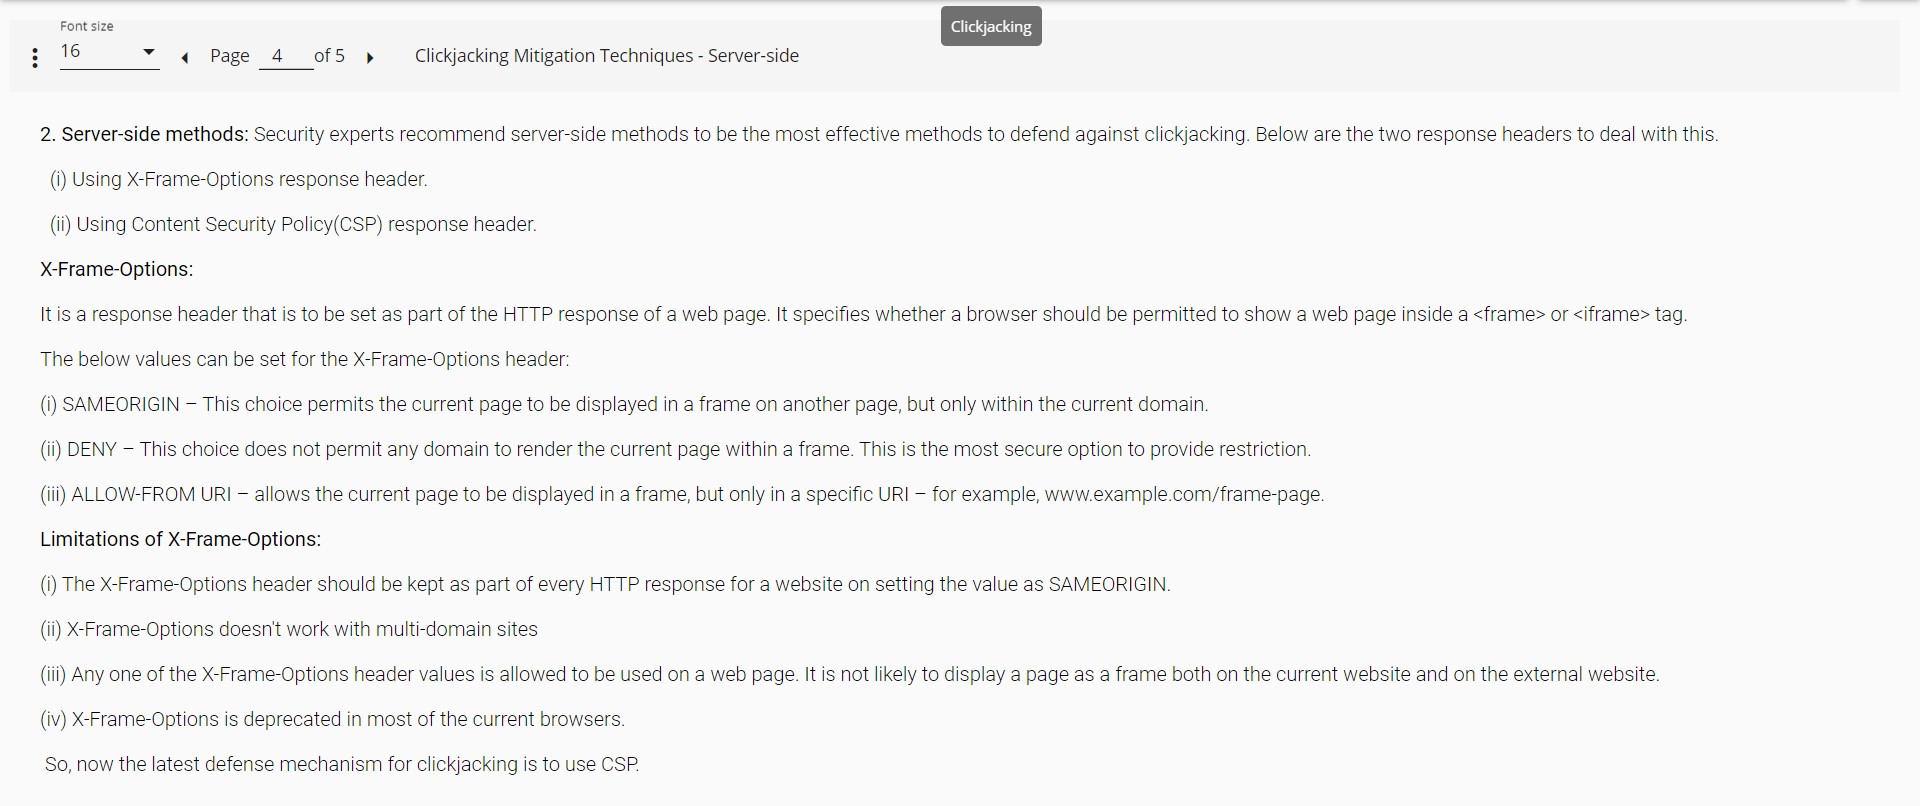 Clickjacking
Font size
16
Page 4 of 5
Clickjacking Mitigation Techniques - Server-side
2. Server-side methods: Security experts recommend server-side methods to be the most effective methods to defend against clickjacking. Below are the two response headers to deal with this.
(i) Using X-Frame-Options response header.
(ii) Using Content Security Policy(CSP) response header.
X-Frame-Options:
It is a response header that is to be set as part of the HTTP response of a web page. It specifies whether a browser should be permitted to show a web page inside a <frame> or <iframe> tag.
The below values can be set for the X-Frame-Options header:
(i) SAMEORIGIN – This choice permits the current page to be displayed in a frame on another page, but only within the current domain.
(ii) DENY – This choice does not permit any domain to render the current page within a frame. This is the most secure option to provide restriction.
(iii) ALLOW-FROM URI – allows the current page to be displayed in a frame, but only in a specific URI – for example, www.example.com/frame-page.
Limitations of X-Frame-Options:
(i) The X-Frame-Options header should be kept as part of every HTTP response for a website on setting the value as SAMEORIGIN.
(ii) X-Frame-Options doesn't work with multi-domain sites
(iii) Any one of the X-Frame-Options header values is allowed to be used on a web page. It is not likely to display a page as a frame both on the current website and on the external website.
(iv) X-Frame-Options is deprecated in most of the current browsers.
So, now the latest defense mechanism for clickjacking is to use CSP.